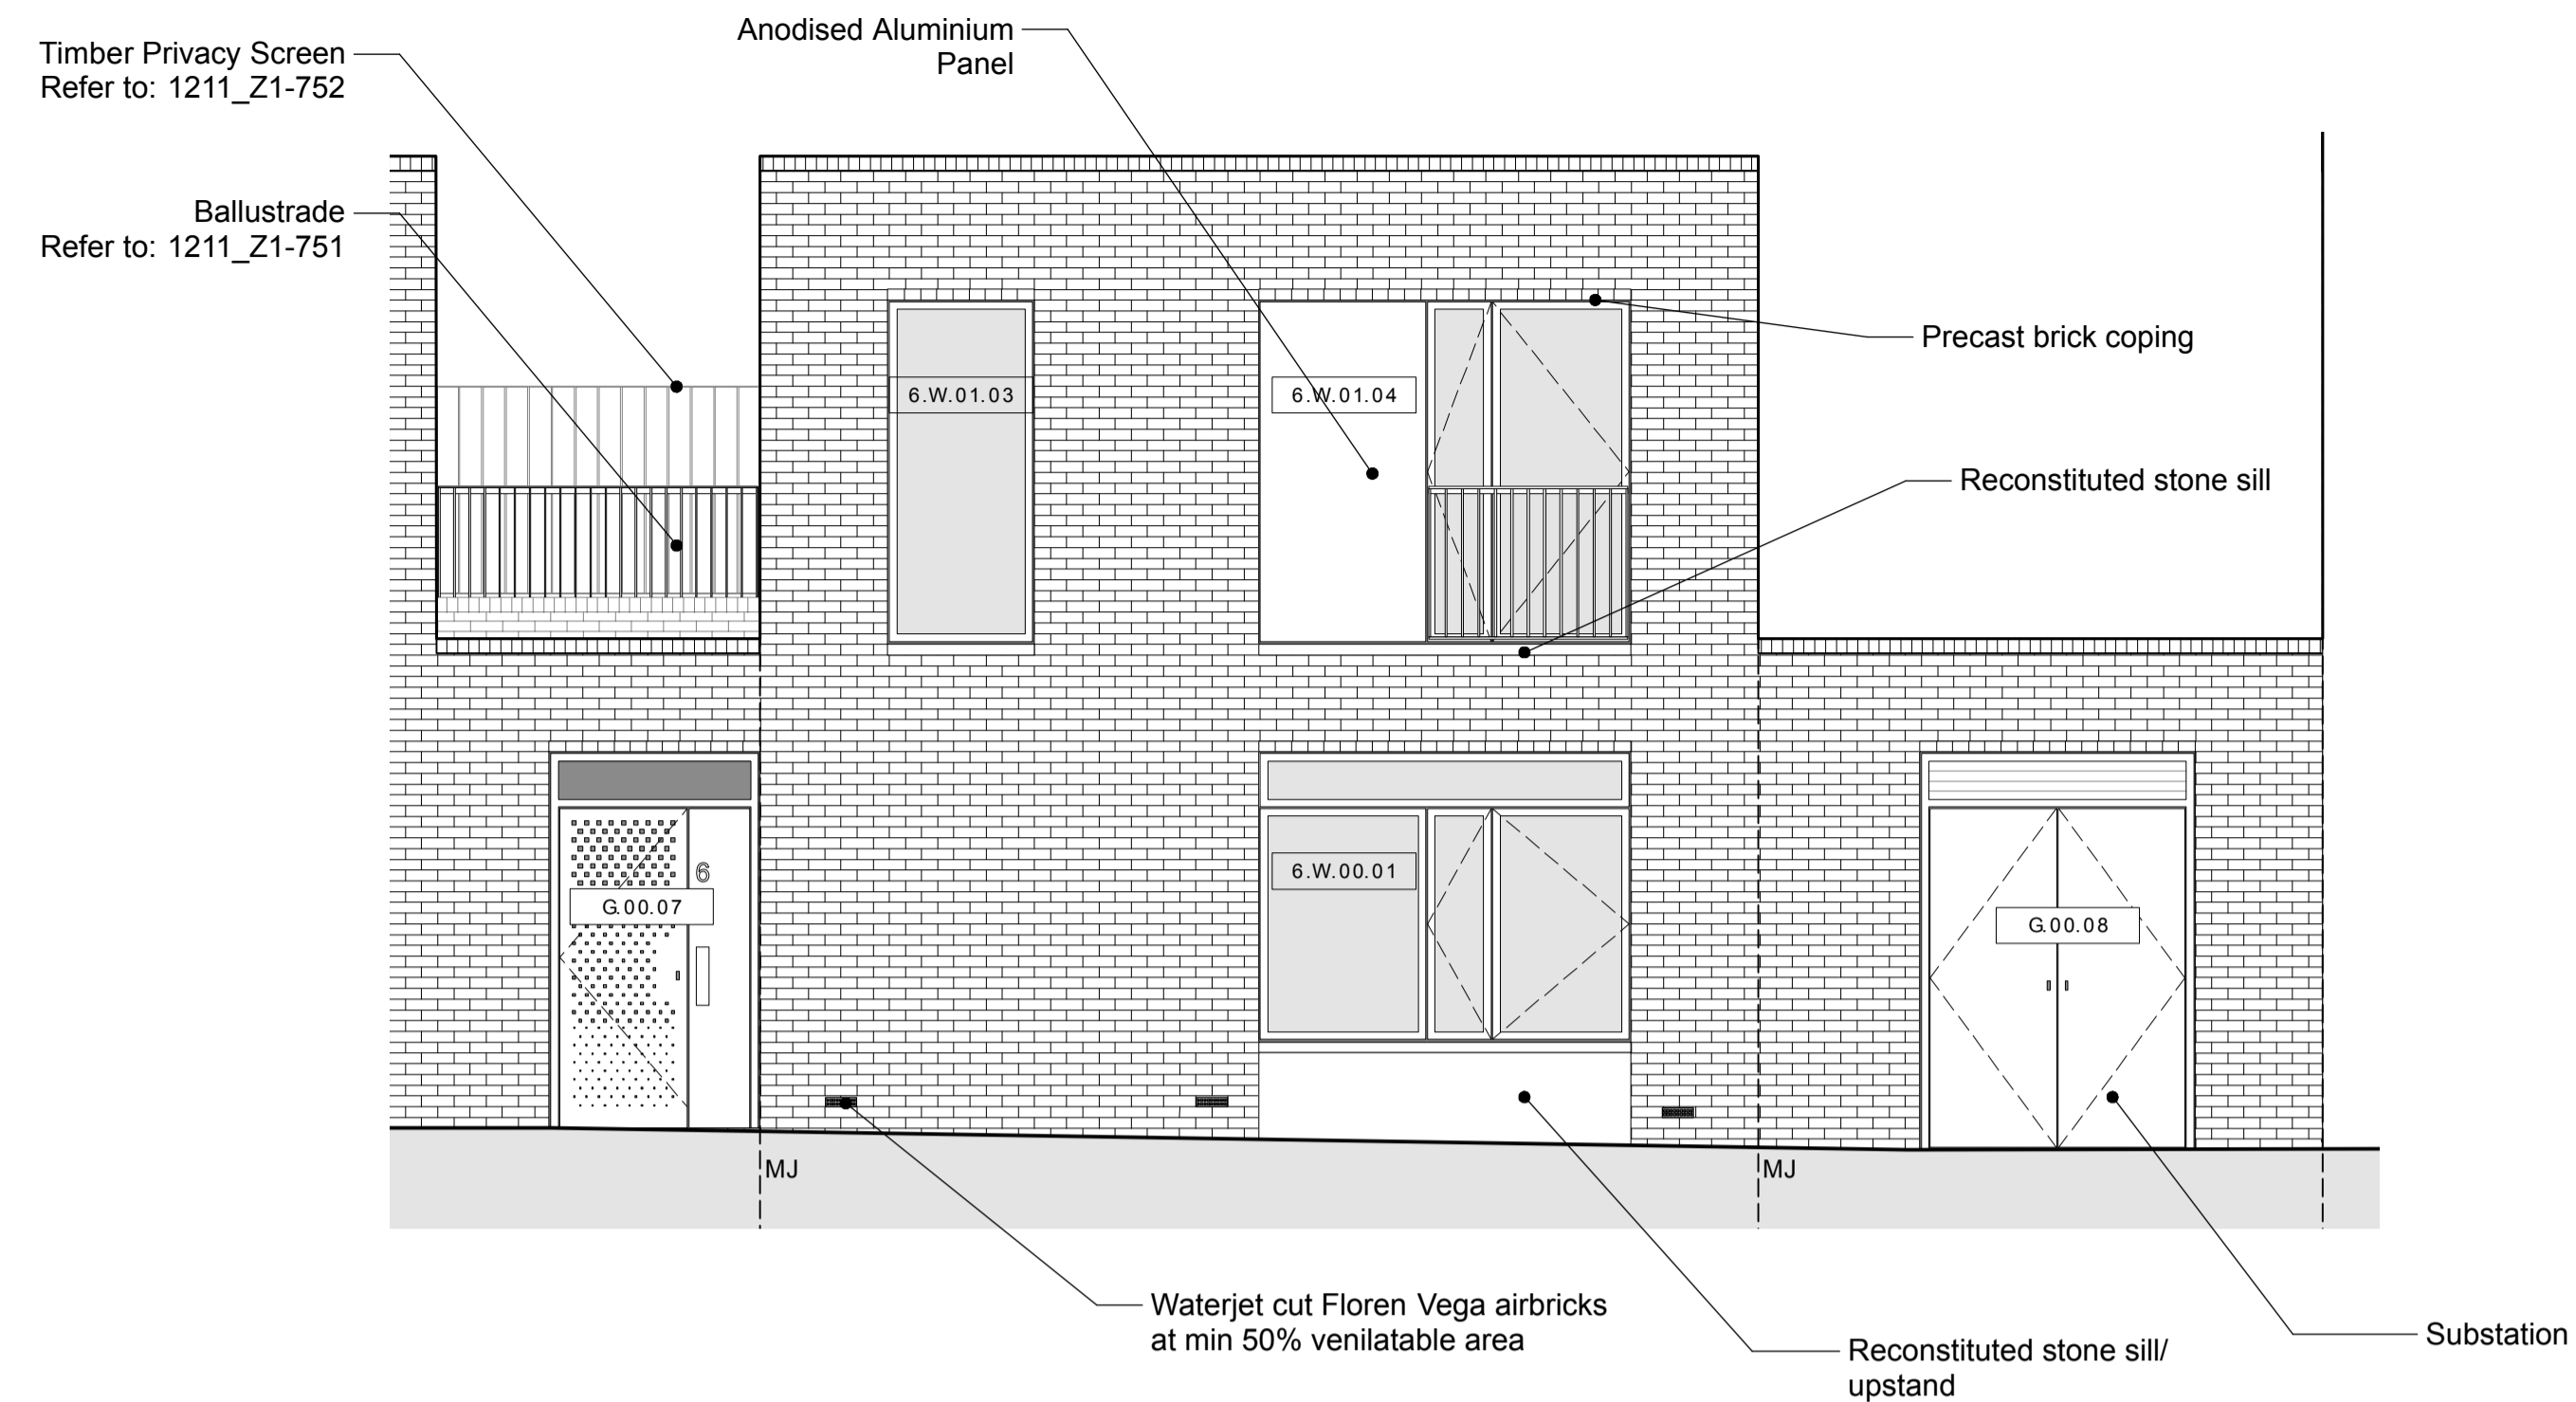 Anodised Aluminium
Panel
Timber Privacy Screen
Refer to: 1211_Z1-752
Ballustrade
Refer to: 1211_Z1-751
Precast brick coping
6.W.01.03
6.W.01.04
Reconstituted stone sill
6
6.W.00.01
G.00.07
G.00.08
MJ
MJ
Waterjet cut Floren Vega airbricks
at min 50% venilatable area
Substation
Reconstituted stone sill/
upstand